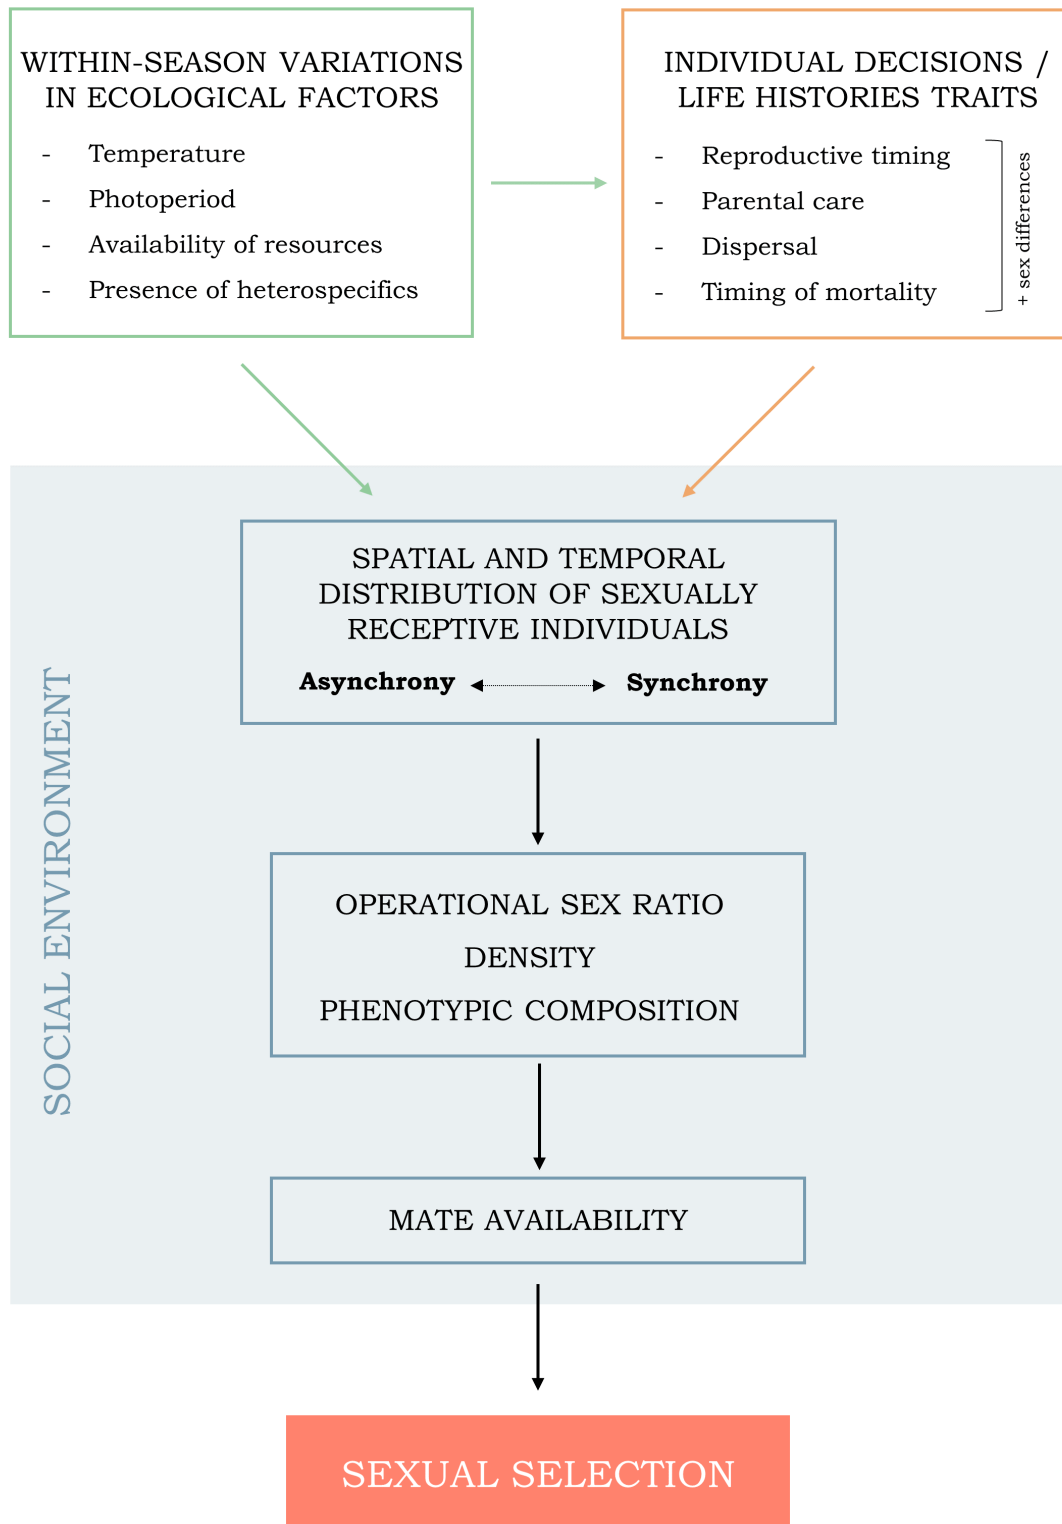 WITHIN-SEASON VARIATIONS
IN ECOLOGICAL FACTORS
- Temperature
- Photoperiod
- Availability of resources
- Presence of heterospecifics
INDIVIDUAL DECISIONS /
LIFE HISTORIES TRAITS
- Reproductive timing
- Parental care
- Dispersal
- Timing of mortality
+ sex differences
SOCIAL ENVIRONMENT
SPATIAL AND TEMPORAL
DISTRIBUTION OF SEXUALLY
RECEPTIVE INDIVIDUALS
Asynchrony Synchrony
OPERATIONAL SEX RATIO
DENSITY
PHENOTYPIC COMPOSITION
MATE AVAILABILITY
SEXUAL SELECTION